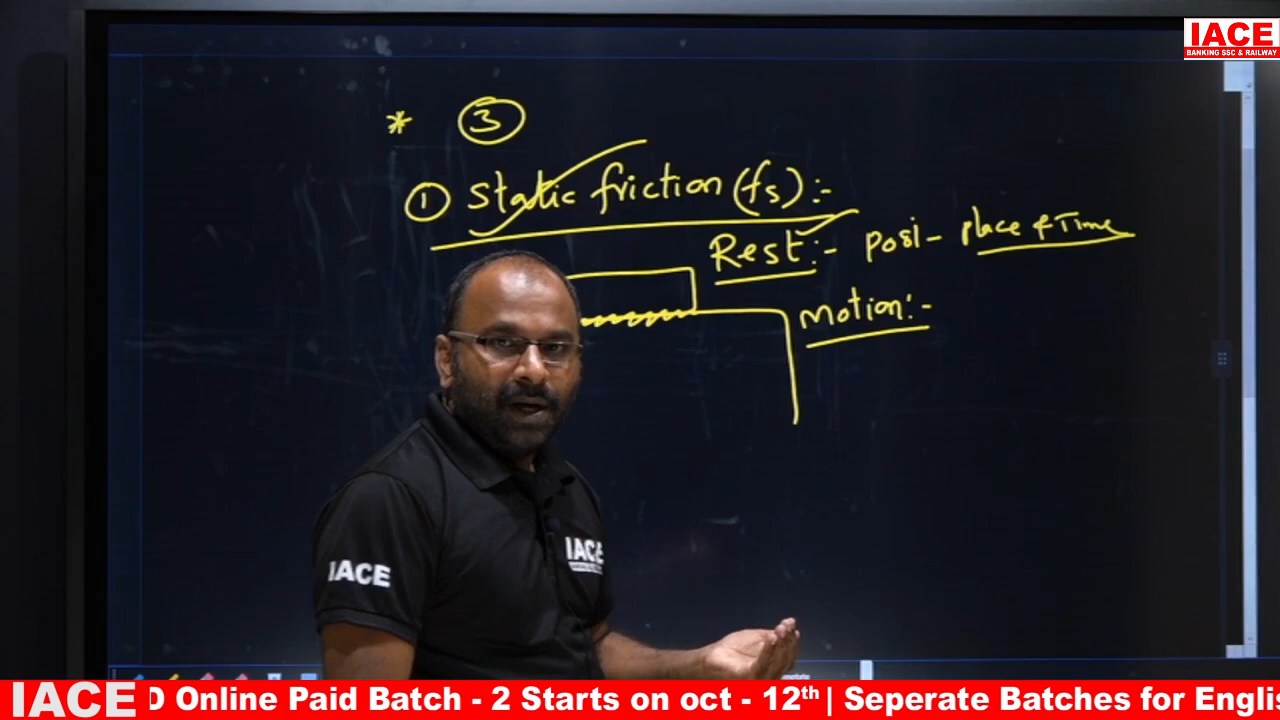 IACE
BANKING SSC & RAILWAY
* ③
① Static friction (fs) :-
Rest :- Posi - place & Time
Motion :-
IACE
IACE
IACE D Online Paid Batch - 2 Starts on oct - 12th | Seperate Batches for Englis